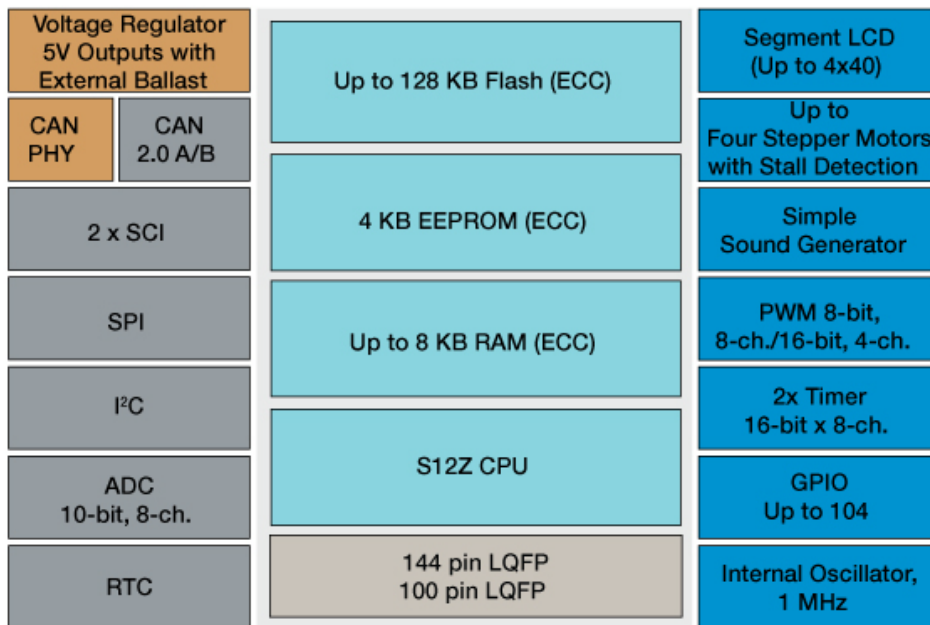 Voltage Regulator
5V Outputs with
External Ballast
CAN
PHY
CAN
2.0 A/B
2 x SCI
SPI
I²C
ADC
10-bit, 8-ch.
RTC
Up to 128 KB Flash (ECC)
4 KB EEPROM (ECC)
Up to 8 KB RAM (ECC)
S12Z CPU
144 pin LQFP
100 pin LQFP
Segment LCD
(Up to 4x40)
Up to
Four Stepper Motors
with Stall Detection
Simple
Sound Generator
PWM 8-bit,
8-ch./16-bit, 4-ch.
2x Timer
16-bit x 8-ch.
GPIO
Up to 104
Internal Oscillator,
1 MHz